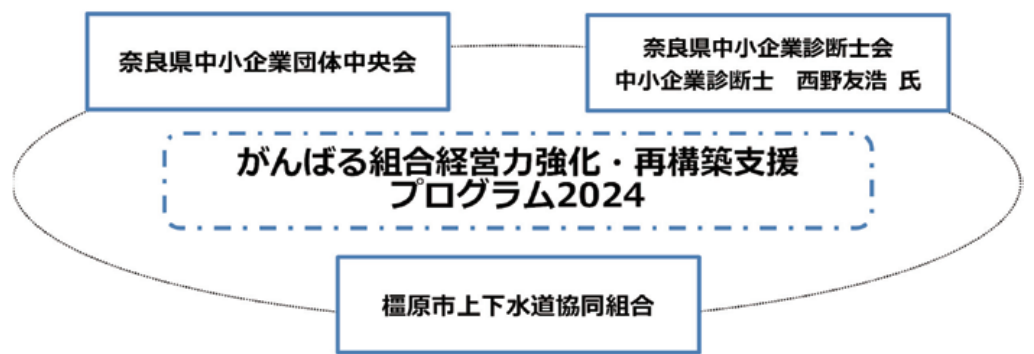 奈良県中小企業団体中央会
奈良県中小企業診断士会
中小企業診断士　西野友浩 氏
がんばる組合経営力強化・再構築支援
プログラム2024
橿原市上下水道協同組合